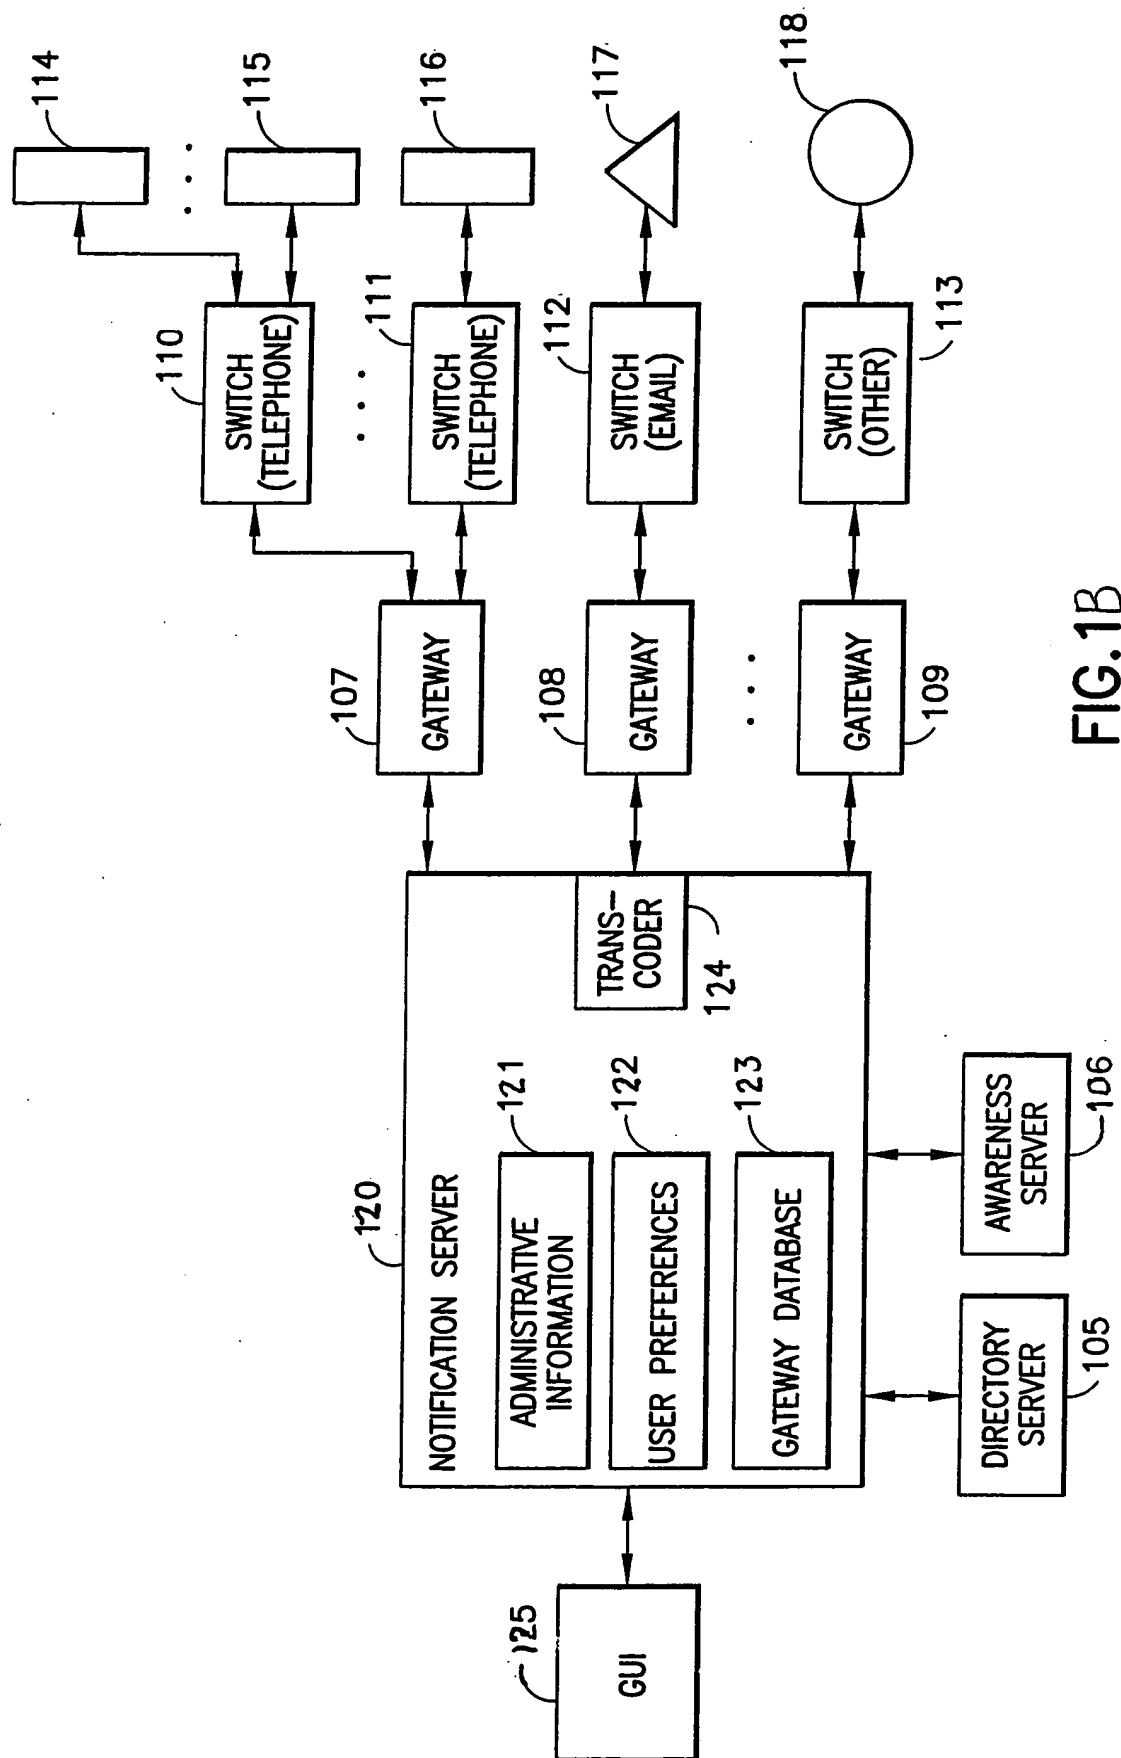 125
GUI
120
NOTIFICATION SERVER
ADMINISTRATIVE
INFORMATION
121
USER PREFERENCES
122
GATEWAY DATABASE
123
TRANS-
CODER
124
DIRECTORY
SERVER
105
AWARENESS
SERVER
106
107
GATEWAY
108
GATEWAY
GATEWAY
109
110
SWITCH
(TELEPHONE)
111
SWITCH
(TELEPHONE)
112
SWITCH
(EMAIL)
SWITCH
(OTHER)
113
114
115
116
117
118
FIG. 1B